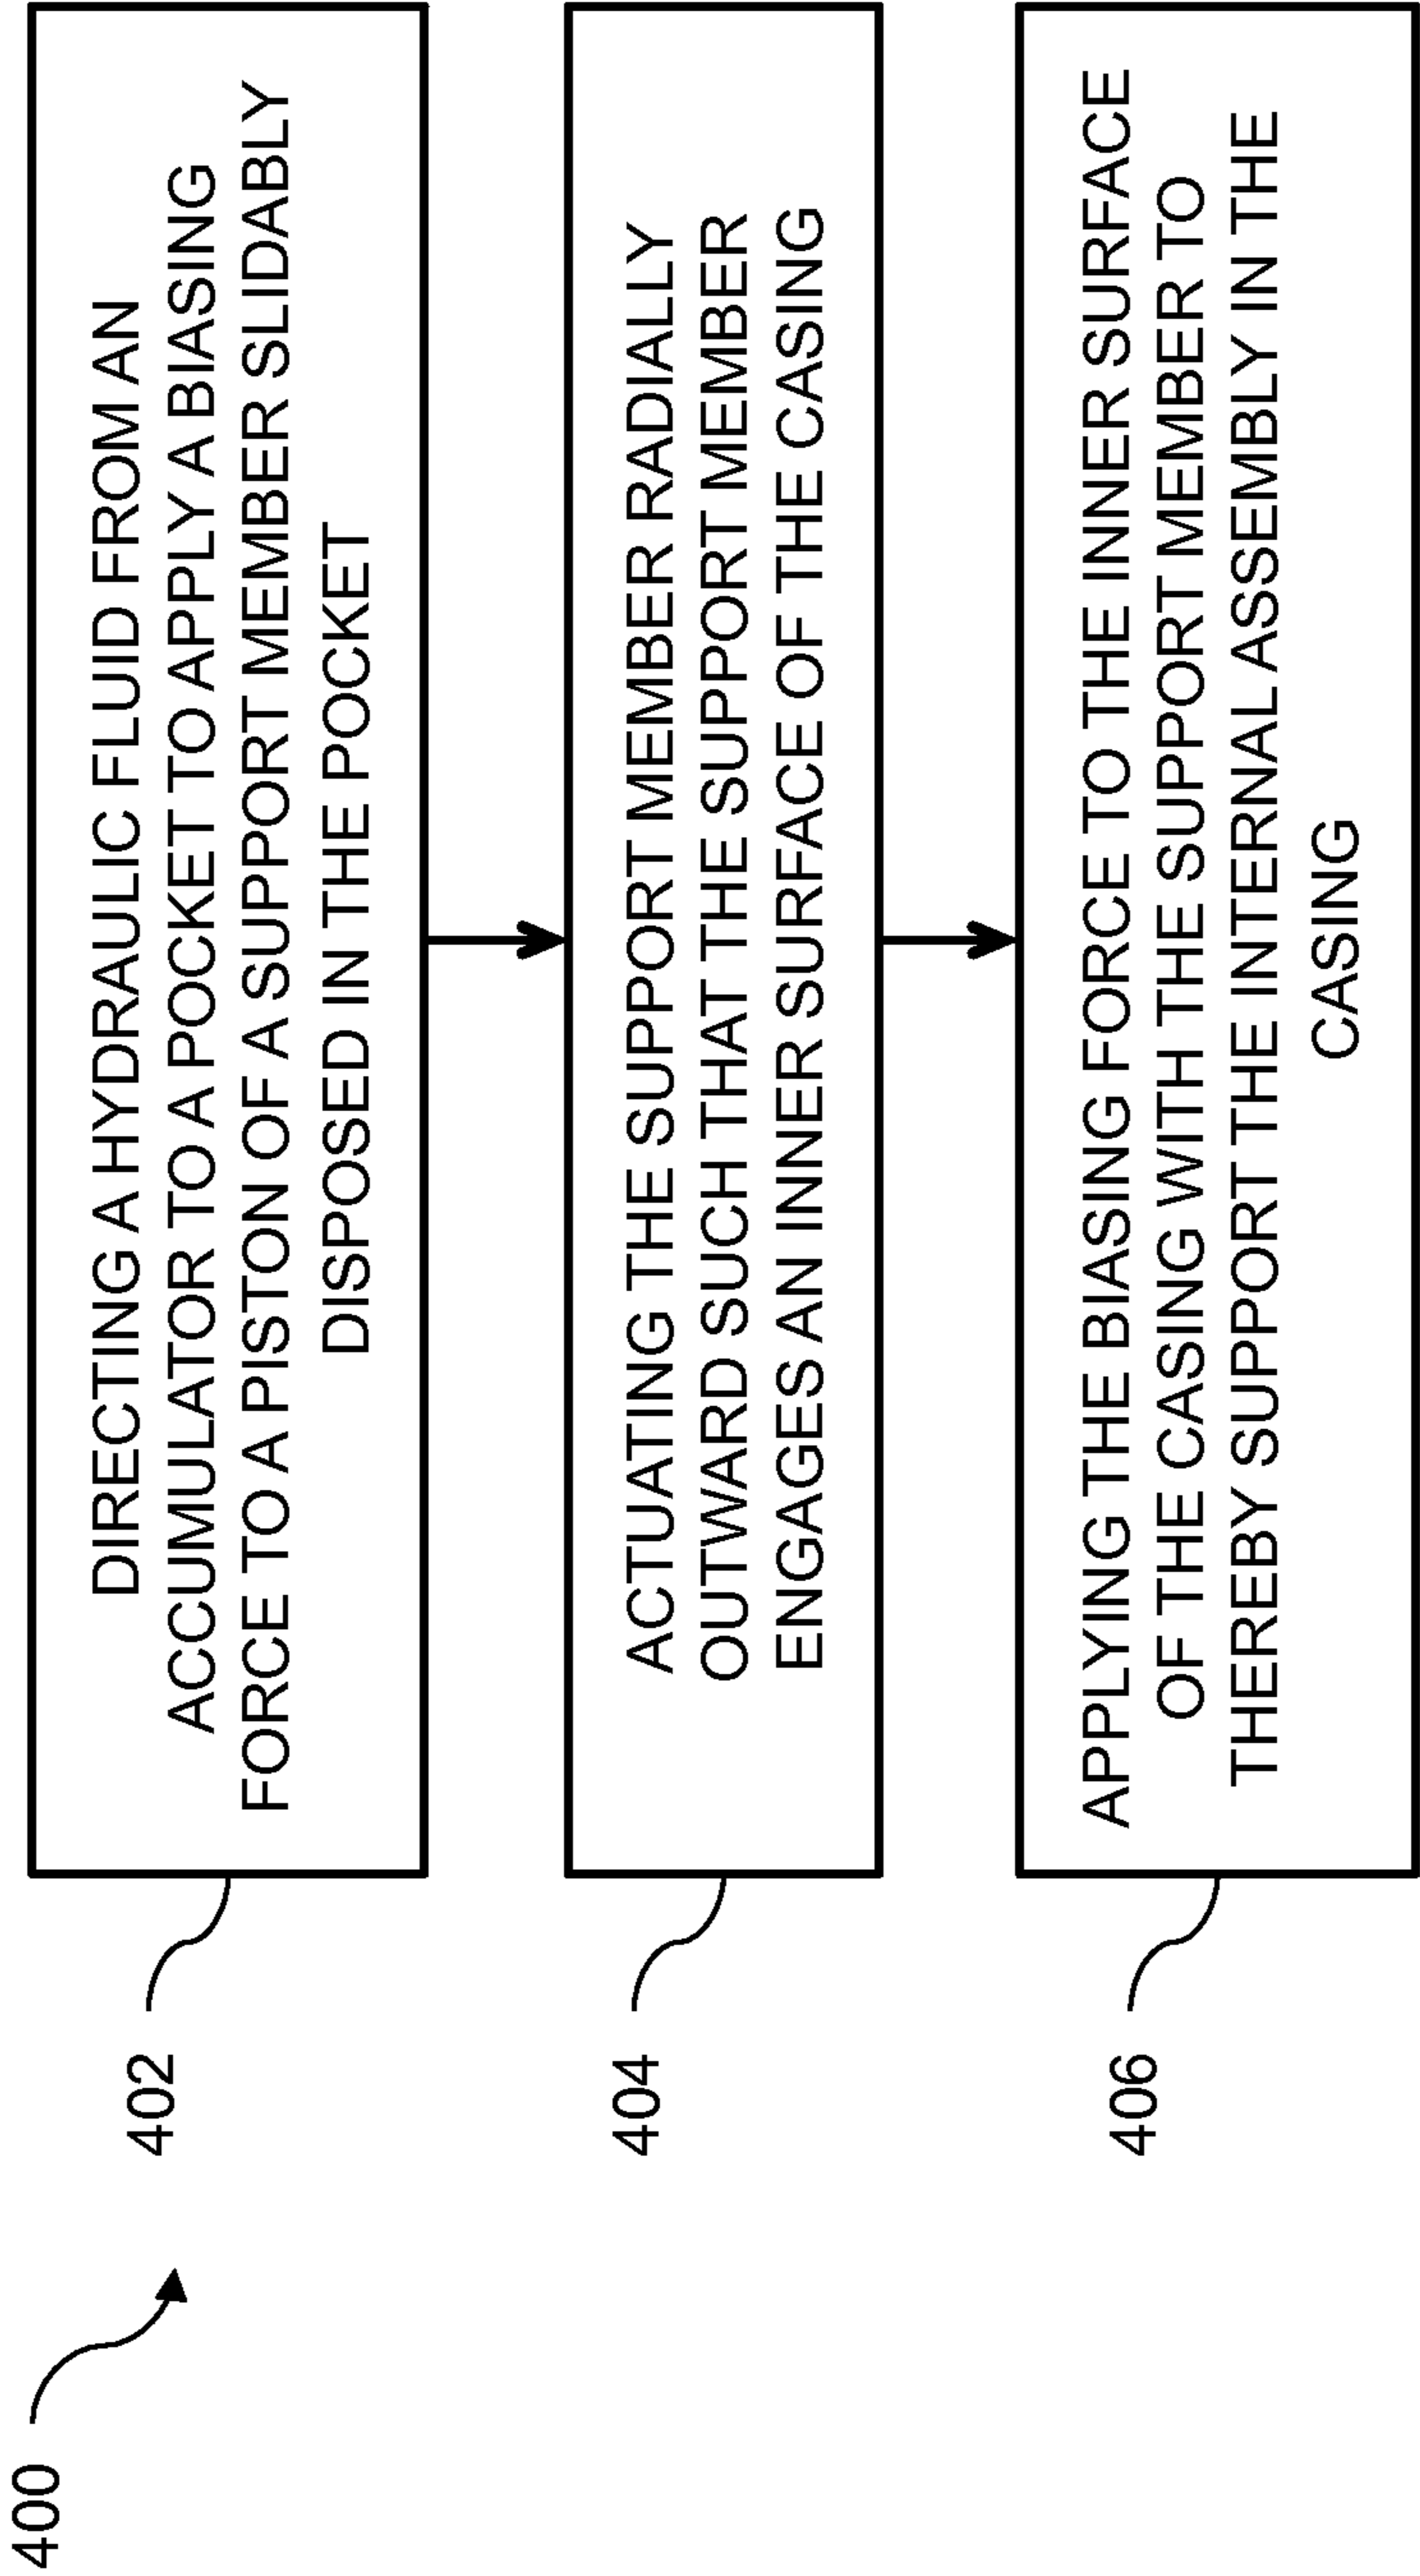 400
402
DIRECTING A HYDRAULIC FLUID FROM AN
ACCUMULATOR TO A POCKET TO APPLY A BIASING
FORCE TO A PISTON OF A SUPPORT MEMBER SLIDABLY
DISPOSED IN THE POCKET
404
ACTUATING THE SUPPORT MEMBER RADIALLY
OUTWARD SUCH THAT THE SUPPORT MEMBER
ENGAGES AN INNER SURFACE OF THE CASING
406
APPLYING THE BIASING FORCE TO THE INNER SURFACE
OF THE CASING WITH THE SUPPORT MEMBER TO
THEREBY SUPPORT THE INTERNAL ASSEMBLY IN THE
CASING